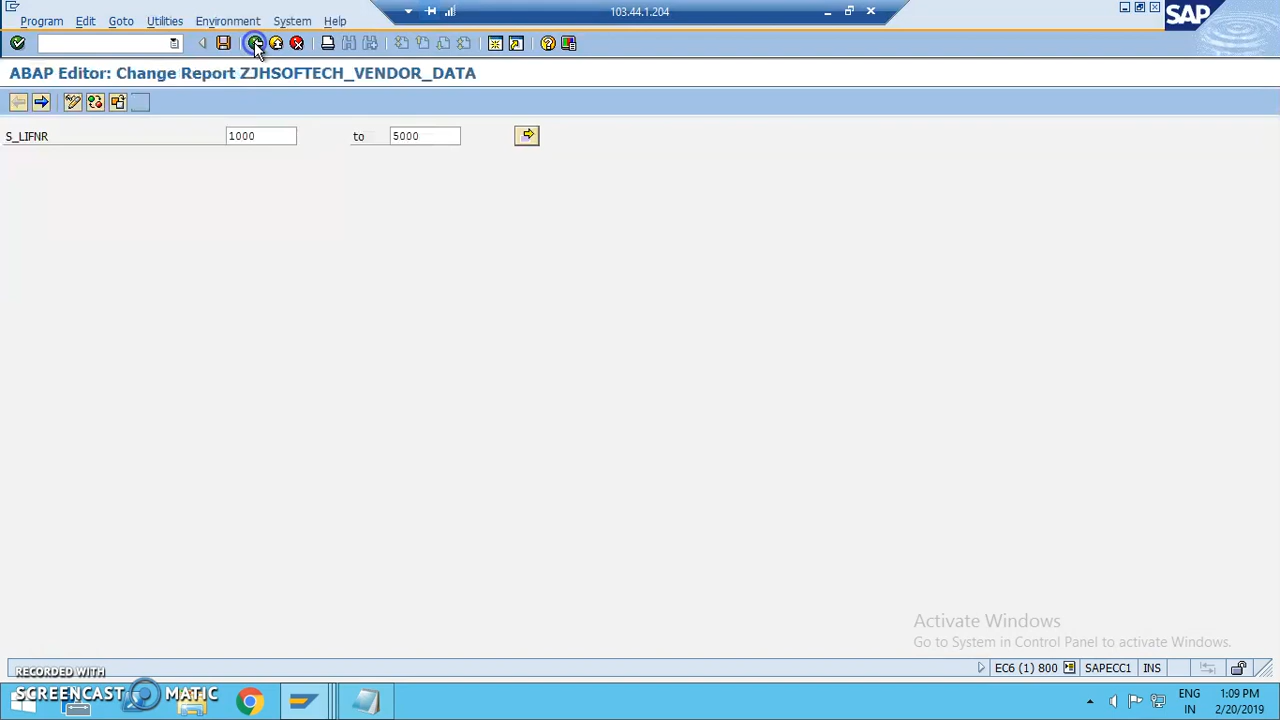 103.44.1.204
Program Edit Goto Utilities Environment System Help
SAP
ABAP Editor: Change Report ZJHSOFTECH_VENDOR_DATA
S_LIFNR 1000 to 5000
Activate Windows
Go to System in Control Panel to activate Windows.
EC6 (1) 800 SAPECC1 INS
RECORDED WITH
SCREENCAST MATIC
ENG 1:09 PM
IN 2/20/2019